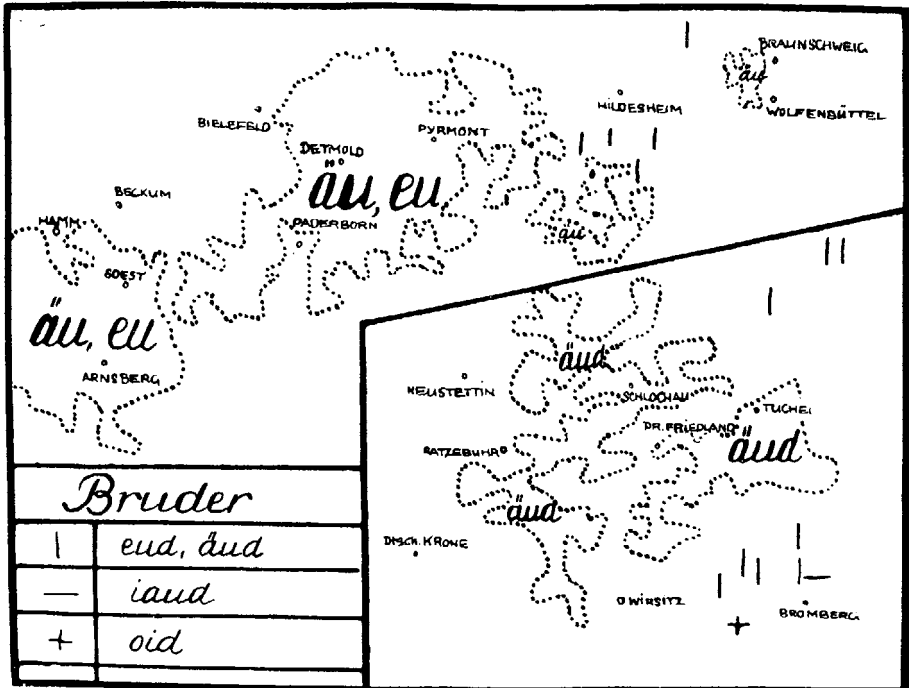 BRAUNSCHWEIG
äu
WOLFENBÜTTEL
HILDESHEIM
BIELEFELD
PYRMONT
DETMOLD
äu, eu
BECKUM
PADERBORN
HAMM
SOEST
äu
äu, eu
ARNSBERG
äud
NEUSTETTIN
SCHLOCHAU
TUCHEL
PR. FRIEDLAND
RATZEBUHR
äud
äud
DTSCH. KRONE
WIRSITZ
BROMBERG
Bruder
| eud, äud
— iaud
+ oid